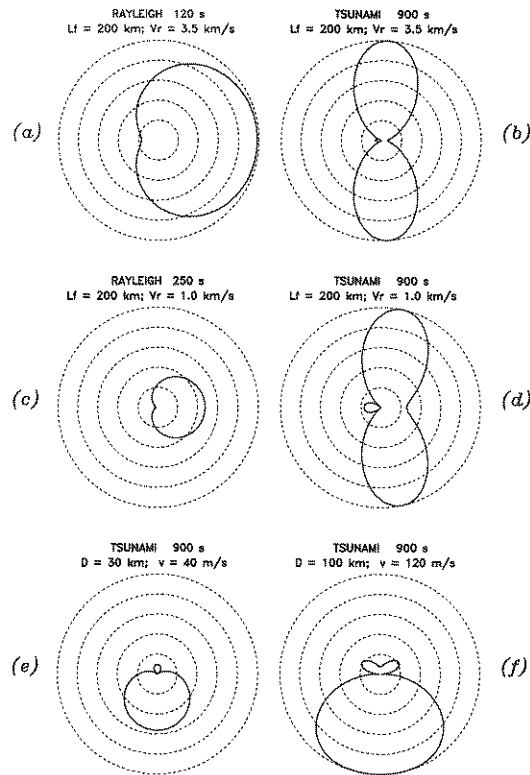 RAYLEIGH 120 s
Lf = 200 km; Vr = 3.5 km/s
TSUNAMI 900 s
Lf = 200 km; Vr = 3.5 km/s
(a)
(b)
RAYLEIGH 250 s
Lf = 200 km; Vr = 1.0 km/s
TSUNAMI 900 s
Lf = 200 km; Vr = 1.0 km/s
(c)
(d)
TSUNAMI 900 s
D = 30 km; v = 40 m/s
TSUNAMI 900 s
D = 100 km; v = 120 m/s
(e)
(f)